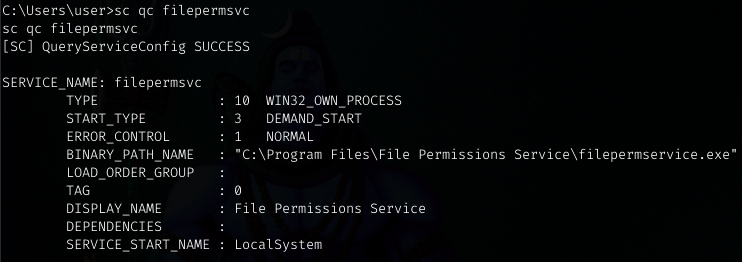 C:\Users\user>sc qc filepermsvc
sc qc filepermsvc
[SC] QueryServiceConfig SUCCESS

SERVICE_NAME: filepermsvc
        TYPE               : 10  WIN32_OWN_PROCESS
        START_TYPE         : 3   DEMAND_START
        ERROR_CONTROL      : 1   NORMAL
        BINARY_PATH_NAME   : "C:\Program Files\File Permissions Service\filepermservice.exe"
        LOAD_ORDER_GROUP   :
        TAG                : 0
        DISPLAY_NAME       : File Permissions Service
        DEPENDENCIES       :
        SERVICE_START_NAME : LocalSystem